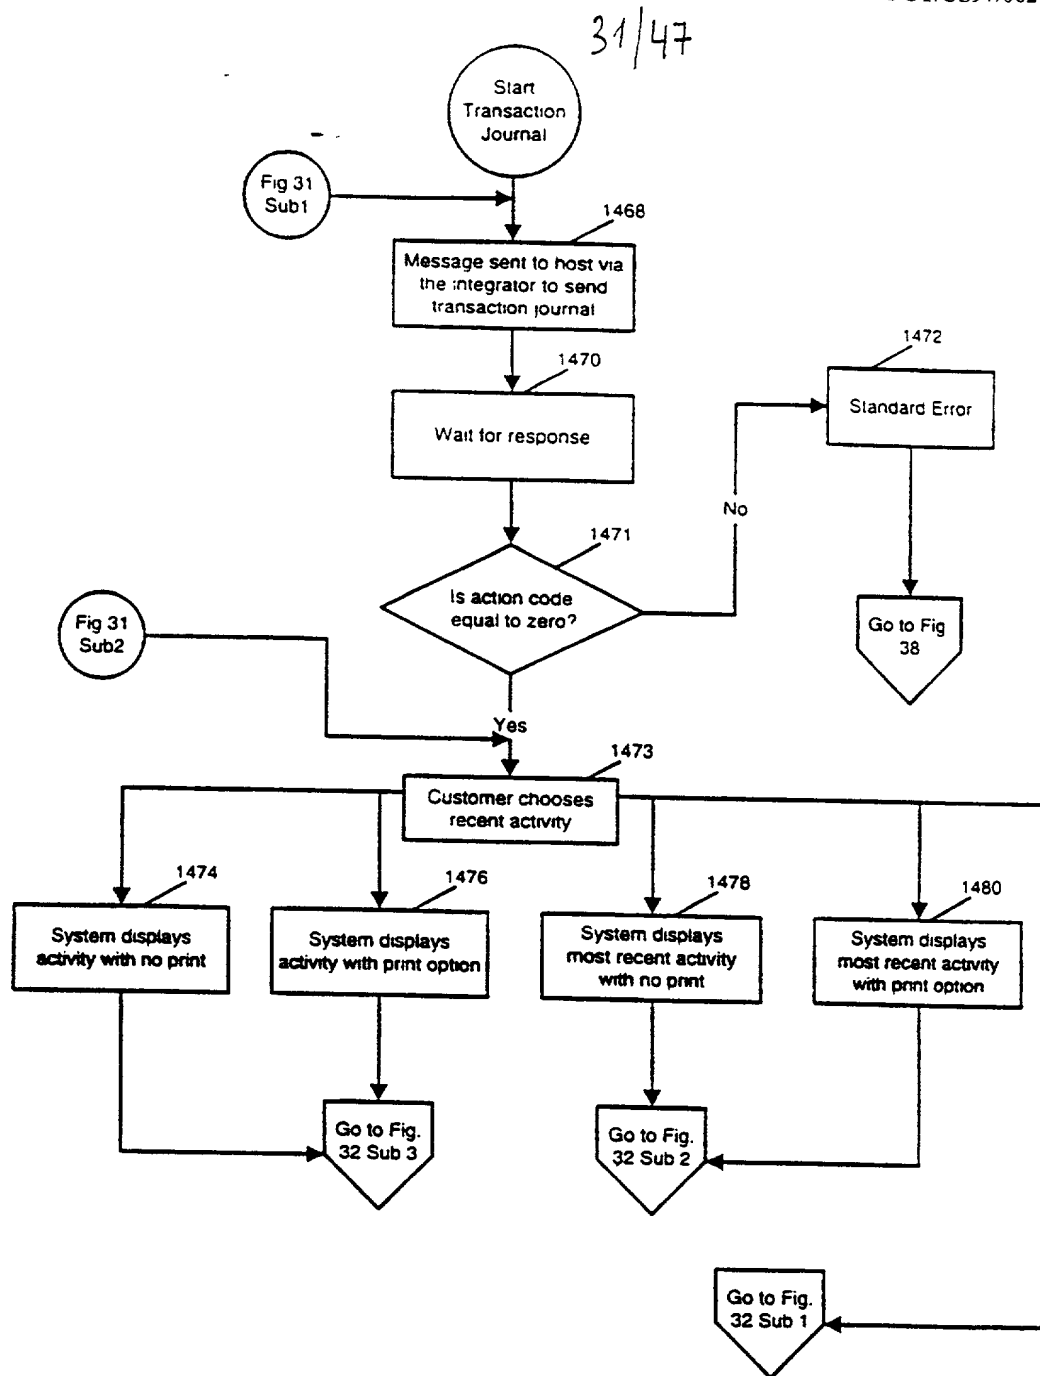 31/47
Start
Transaction
Journal
Fig 31
Sub1
1468
Message sent to host via
the integrator to send
transaction journal
1470
Wait for response
1472
Standard Error
No
1471
Is action code
equal to zero?
Go to Fig
38
Fig 31
Sub2
Yes
1473
Customer chooses
recent activity
1474
System displays
activity with no print
1476
System displays
activity with print option
1478
System displays
most recent activity
with no print
1480
System displays
most recent activity
with print option
Go to Fig.
32 Sub 3
Go to Fig.
32 Sub 2
Go to Fig.
32 Sub 1